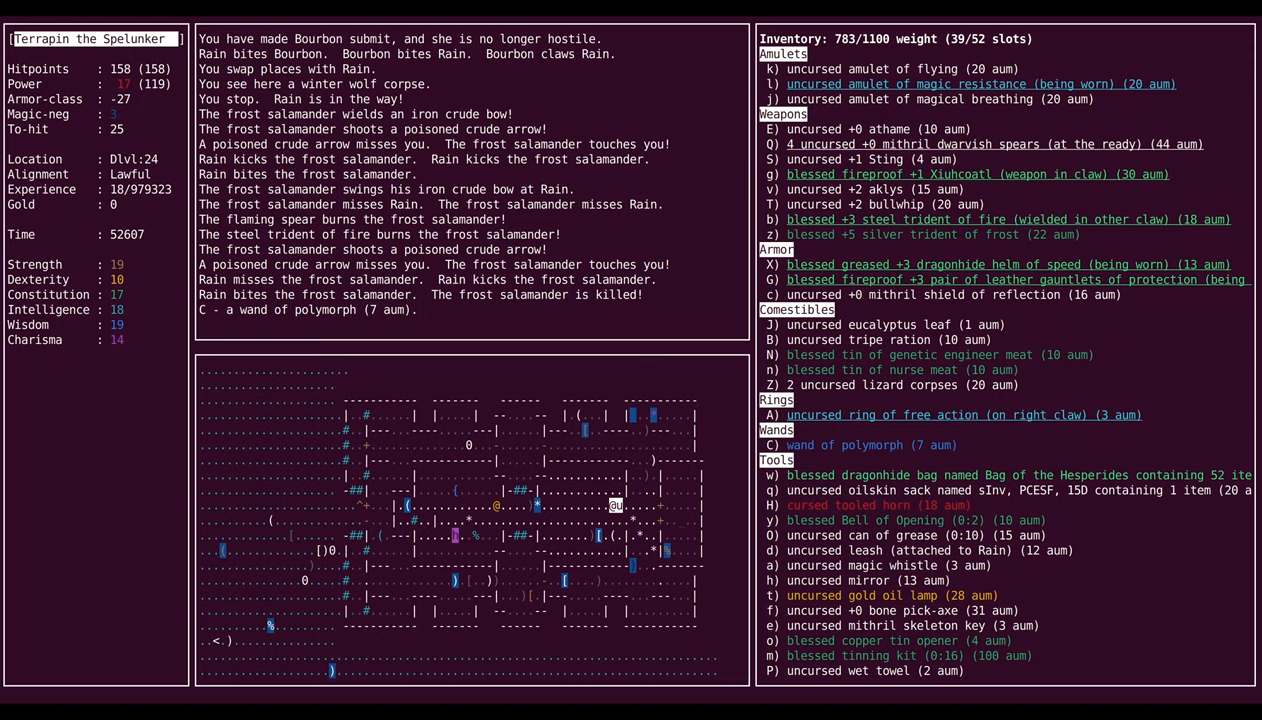 [Terrapin the Spelunker ]
Hitpoints : 158 (158)
Power : 17 (119)
Armor-class : -27
Magic-neg : 3
To-hit : 25
Location : Dlvl:24
Alignment : Lawful
Experience : 18/979323
Gold : 0
Time : 52607
Strength : 19
Dexterity : 10
Constitution : 17
Intelligence : 18
Wisdom : 19
Charisma : 14
You have made Bourbon submit, and she is no longer hostile.
Rain bites Bourbon.  Bourbon bites Rain.  Bourbon claws Rain.
You swap places with Rain.
You see here a winter wolf corpse.
You stop.  Rain is in the way!
The frost salamander wields an iron crude bow!
The frost salamander shoots a poisoned crude arrow!
A poisoned crude arrow misses you.  The frost salamander touches you!
Rain kicks the frost salamander.  Rain kicks the frost salamander.
Rain bites the frost salamander.
The frost salamander swings his iron crude bow at Rain.
The frost salamander misses Rain.  The frost salamander misses Rain.
The flaming spear burns the frost salamander!
The steel trident of fire burns the frost salamander!
The frost salamander shoots a poisoned crude arrow!
A poisoned crude arrow misses you.  The frost salamander touches you!
Rain misses the frost salamander.  Rain kicks the frost salamander.
Rain bites the frost salamander.  The frost salamander is killed!
C - a wand of polymorph (7 aum).
Inventory: 783/1100 weight (39/52 slots)
Amulets
k) uncursed amulet of flying (20 aum)
l) uncursed amulet of magic resistance (being worn) (20 aum)
j) uncursed amulet of magical breathing (20 aum)
Weapons
E) uncursed +0 athame (10 aum)
Q) 4 uncursed +0 mithril dwarvish spears (at the ready) (44 aum)
S) uncursed +1 Sting (4 aum)
g) blessed fireproof +1 Xiuhcoatl (weapon in claw) (30 aum)
v) uncursed +2 aklys (15 aum)
T) uncursed +2 bullwhip (20 aum)
b) blessed +3 steel trident of fire (wielded in other claw) (18 aum)
z) blessed +5 silver trident of frost (22 aum)
Armor
X) blessed greased +3 dragonhide helm of speed (being worn) (13 aum)
G) blessed fireproof +3 pair of leather gauntlets of protection (being
c) uncursed +0 mithril shield of reflection (16 aum)
Comestibles
J) uncursed eucalyptus leaf (1 aum)
B) uncursed tripe ration (10 aum)
N) blessed tin of genetic engineer meat (10 aum)
n) blessed tin of nurse meat (10 aum)
Z) 2 uncursed lizard corpses (20 aum)
Rings
A) uncursed ring of free action (on right claw) (3 aum)
Wands
C) wand of polymorph (7 aum)
Tools
w) blessed dragonhide bag named Bag of the Hesperides containing 52 ite
q) uncursed oilskin sack named sInv, PCESF, 15D containing 1 item (20 a
H) cursed tooled horn (18 aum)
y) blessed Bell of Opening (0:2) (10 aum)
O) uncursed can of grease (0:10) (15 aum)
d) uncursed leash (attached to Rain) (12 aum)
a) uncursed magic whistle (3 aum)
h) uncursed mirror (13 aum)
t) uncursed gold oil lamp (28 aum)
f) uncursed +0 bone pick-axe (31 aum)
e) uncursed mithril skeleton key (3 aum)
o) blessed copper tin opener (4 aum)
m) blessed tinning kit (0:16) (100 aum)
P) uncursed wet towel (2 aum)